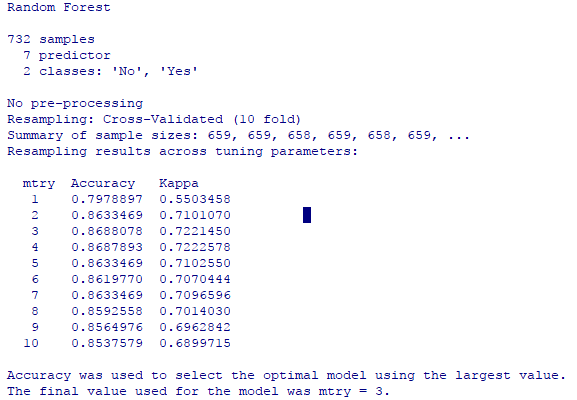 Random Forest
732 samples
7 predictor
2 classes: 'No', 'Yes'
No pre-processing
Resampling: Cross-Validated (10 fold)
Summary of sample sizes: 659, 659, 658, 659, 658, 659, ...
Resampling results across tuning parameters:
mtry Accuracy Kappa
1 0.7978897 0.5503458
2 0.8633469 0.7101070
3 0.8688078 0.7221450
4 0.8687893 0.7222578
5 0.8633469 0.7102550
6 0.8619770 0.7070444
7 0.8633469 0.7096596
8 0.8592558 0.7014030
9 0.8564976 0.6962842
10 0.8537579 0.6899715
Accuracy was used to select the optimal model using the largest value.
The final value used for the model was mtry = 3.